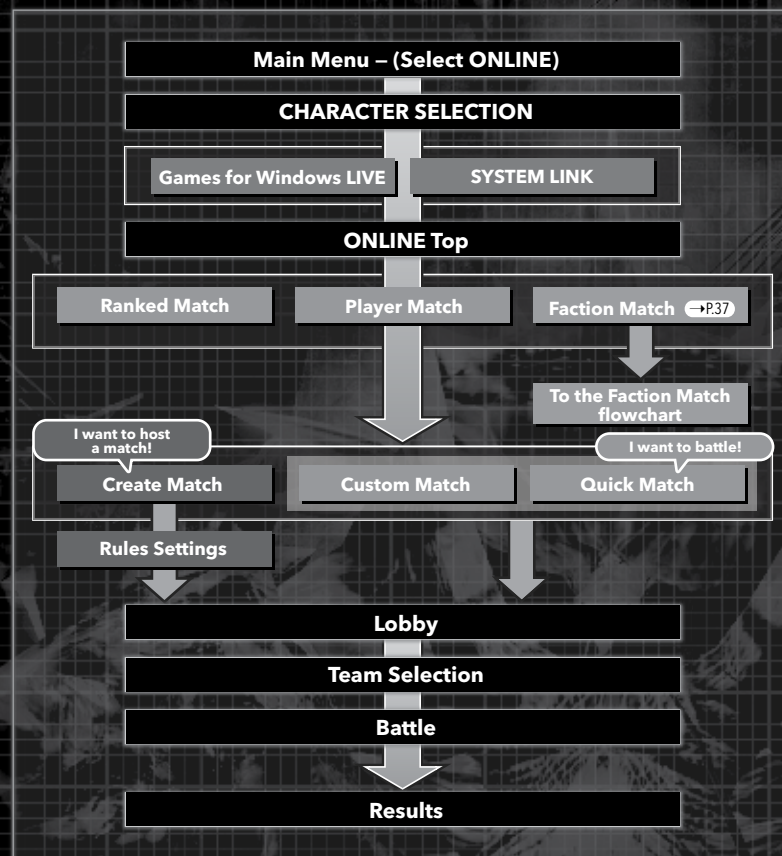 Main Menu – (Select ONLINE)
CHARACTER SELECTION
Games for Windows LIVE
SYSTEM LINK
ONLINE Top
Ranked Match
Player Match
Faction Match →P.37
To the Faction Match
flowchart
I want to host
a match!
I want to battle!
Create Match
Custom Match
Quick Match
Rules Settings
Lobby
Team Selection
Battle
Results